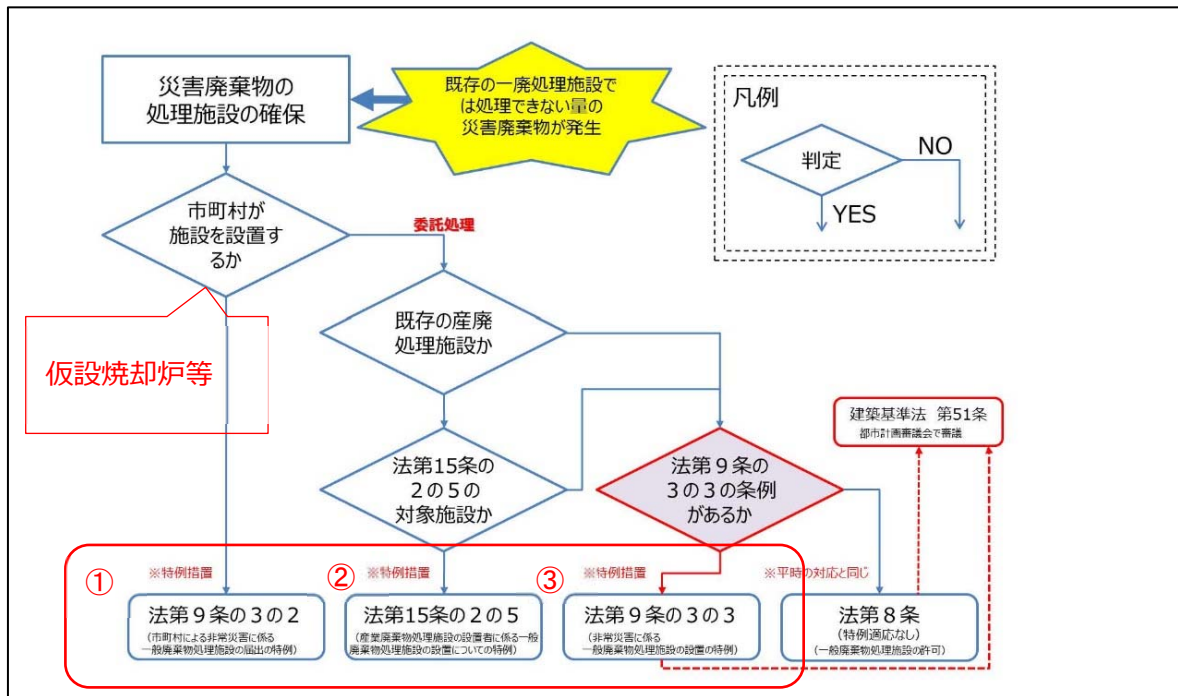 災害廃棄物の
処理施設の確保
既存の一廃処理施設で
は処理できない量の
災害廃棄物が発生
凡例
判定
NO
YES
市町村が
施設を設置す
るか
委託処理
仮設焼却炉等
既存の産廃
処理施設か
法第15条の
2の5の
対象施設か
法第9条の
3の3の条例
があるか
建築基準法 第51条
都市計画審議会で審議
①
※特例措置
②
※特例措置
③
※特例措置
※平時の対応と同じ
法第9条の3の2
(市町村による非常災害に係る
一般廃棄物処理施設の届出の特例)
法第15条の2の5
(産業廃棄物処理施設の設置者に係る一般
廃棄物処理施設の設置についての特例)
法第9条の3の3
(非常災害に係る
一般廃棄物処理施設の設置の特例)
法第8条
(特例適応なし)
(一般廃棄物処理施設の許可)